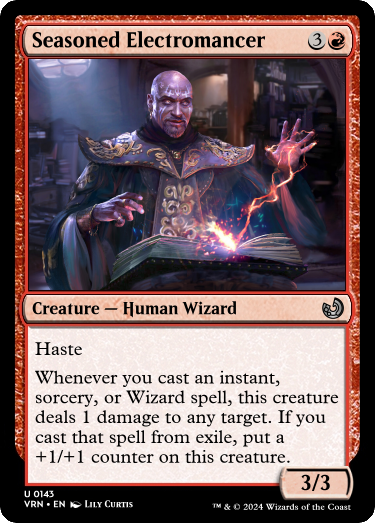 Seasoned Electromancer 3
Creature — Human Wizard
Haste
Whenever you cast an instant,
sorcery, or Wizard spell, this creature
deals 1 damage to any target. If you
cast that spell from exile, put a
+1/+1 counter on this creature.
3/3
U 0143
VRN • EN Lily Curtis
™ & © 2024 Wizards of the Coast